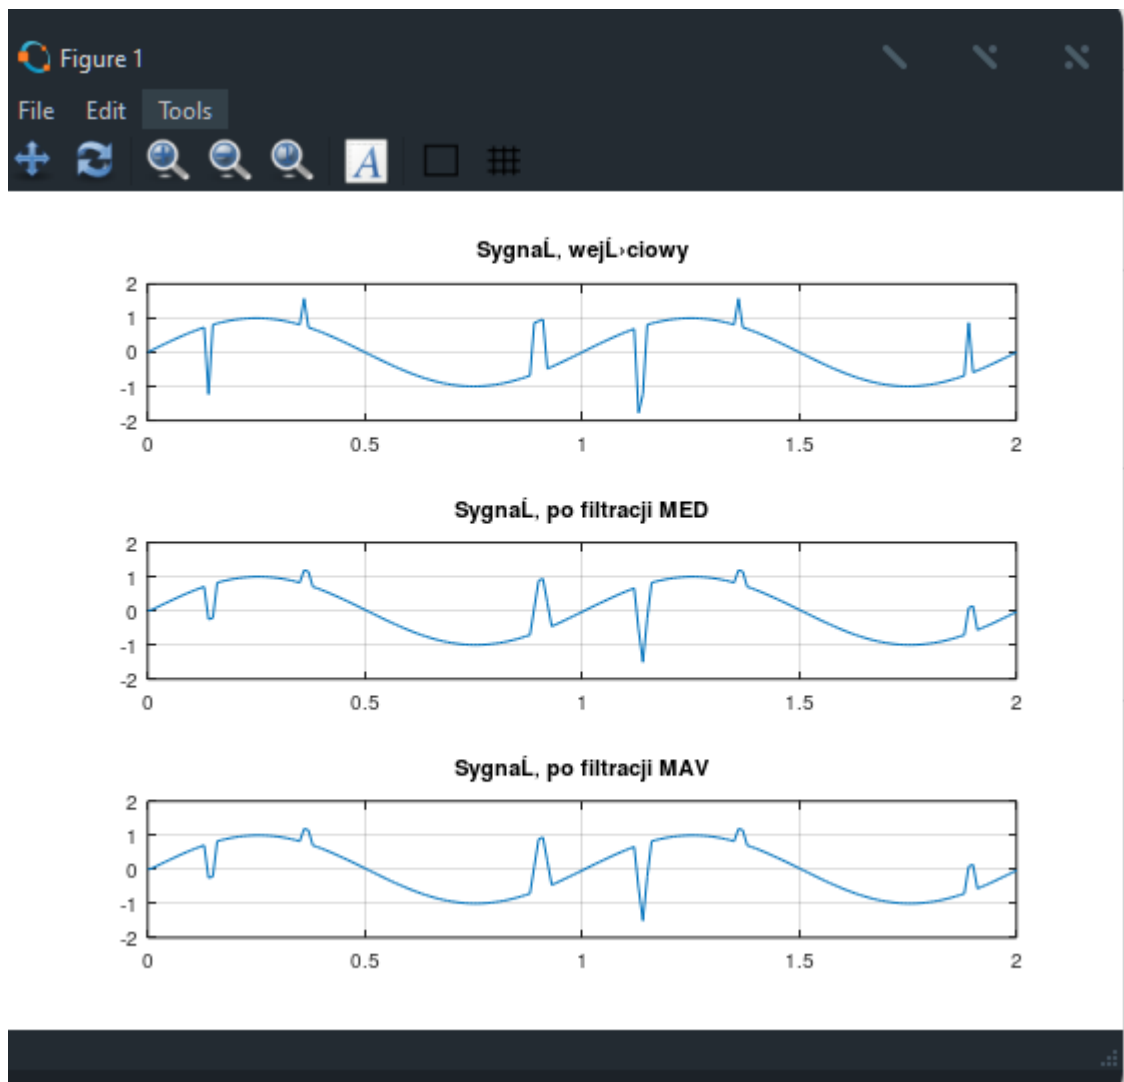 Figure 1
File Edit Tools
A
SygnaĹ‚ wejĹ›ciowy
2
1
0
-1
-2
0 0.5 1 1.5 2
SygnaĹ‚ po filtracji MED
2
1
0
-1
-2
0 0.5 1 1.5 2
SygnaĹ‚ po filtracji MAV
2
1
0
-1
-2
0 0.5 1 1.5 2